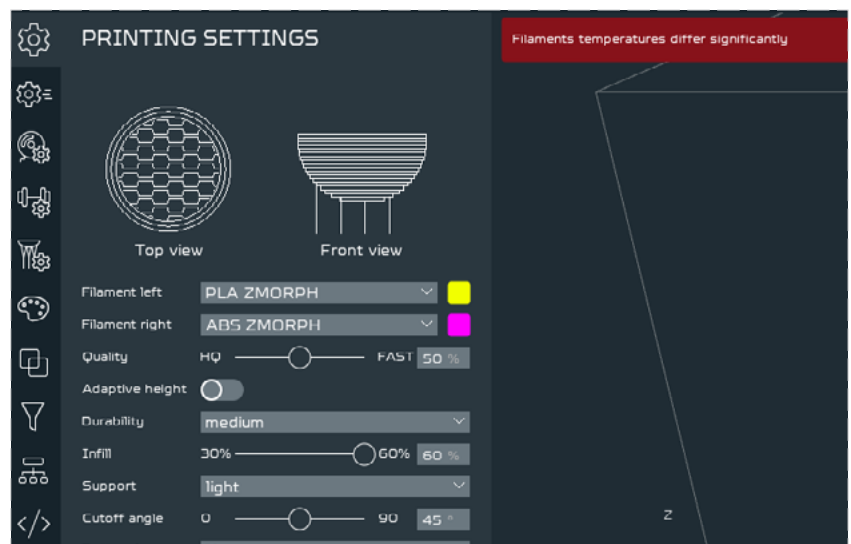 PRINTING SETTINGS
Filaments temperatures differ significantly
Top view Front view
Filament left PLA ZMORPH
Filament right ABS ZMORPH
Quality HQ FAST 50 %
Adaptive height
Durability medium
Infill 30% 60% 60 %
Support light
Cutoff angle 0 90 45 °
Z